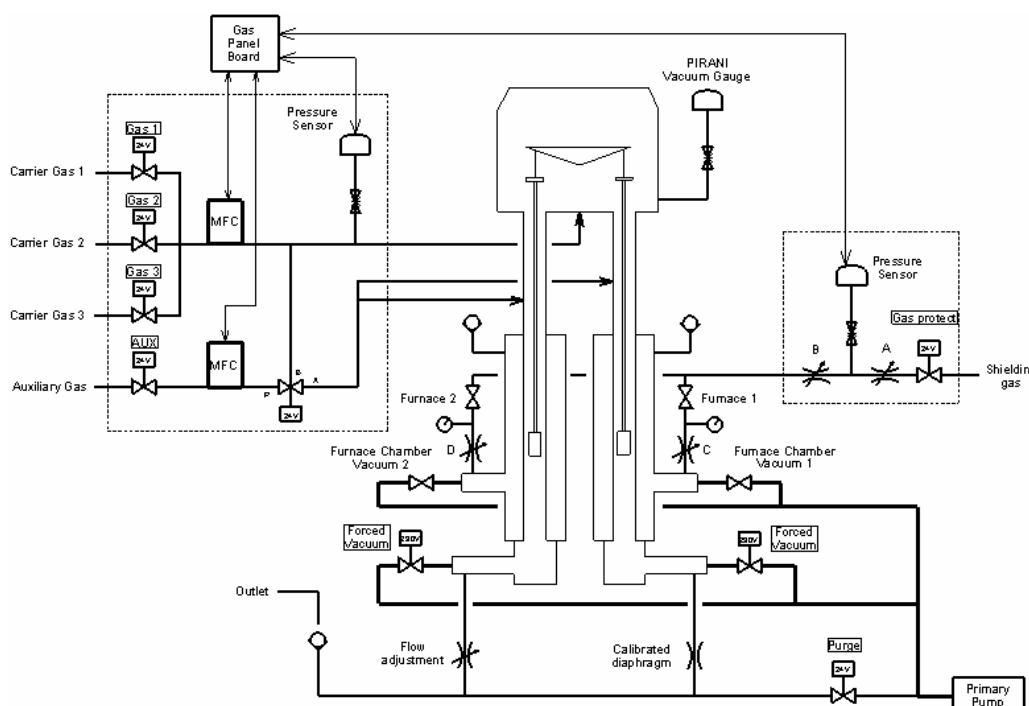 Gas
Panel
Board
PIRANI
Vacuum Gauge
Pressure
Sensor
Gas 1
24V
Carrier Gas 1
Gas 2
24V
MFC
Carrier Gas 2
Gas 3
24V
Carrier Gas 3
AUX
24V
MFC
Auxiliary Gas
B
A
P
24V
Pressure
Sensor
Gas protect
24V
B
A
Shieldin
gas
Furnace 2
Furnace 1
D
C
Furnace Chamber
Vacuum 2
Furnace Chamber
Vacuum 1
Forced
Vacuum
230V
Forced
Vacuum
230V
Outlet
Flow
adjustment
Calibrated
diaphragm
Purge
24V
Primary
Pump